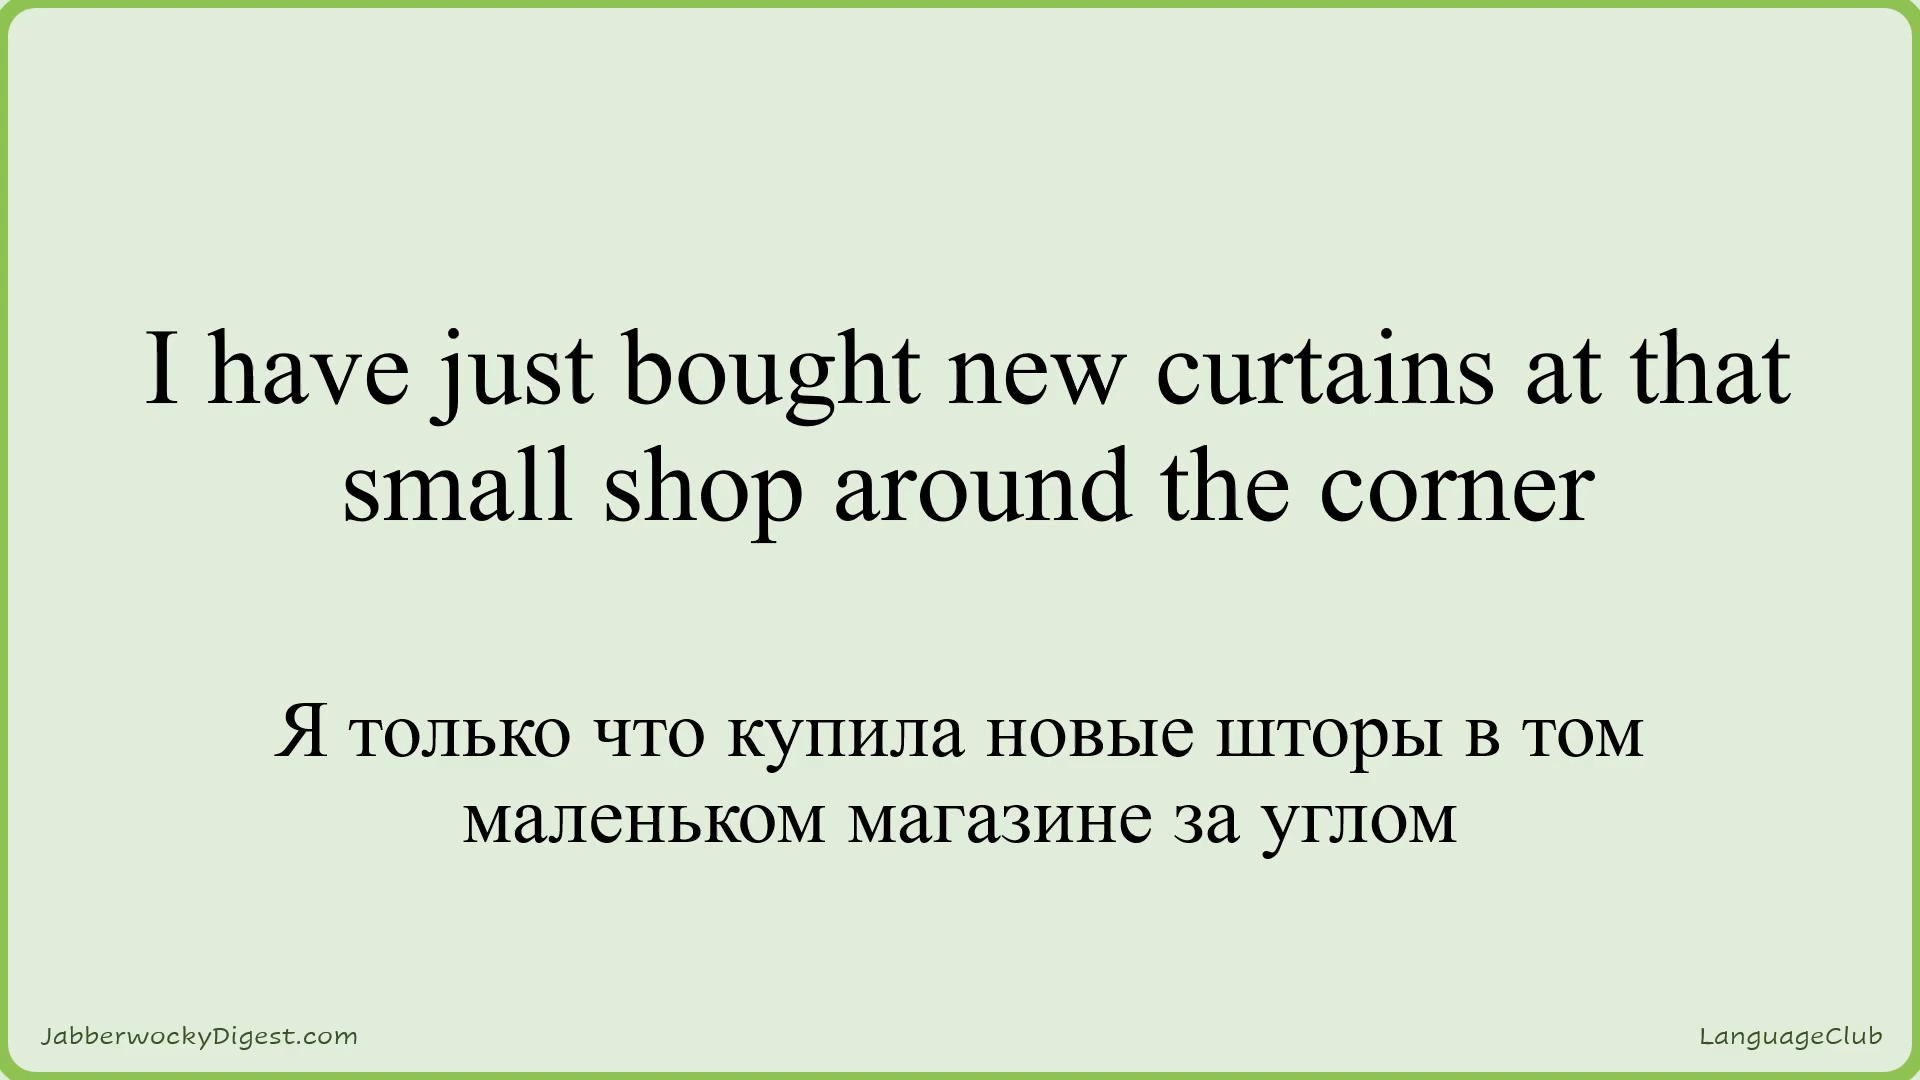 I have just bought new curtains at that
small shop around the corner
Я только что купила новые шторы в том
маленьком магазине за углом
JabberwockyDigest.com
LanguageClub